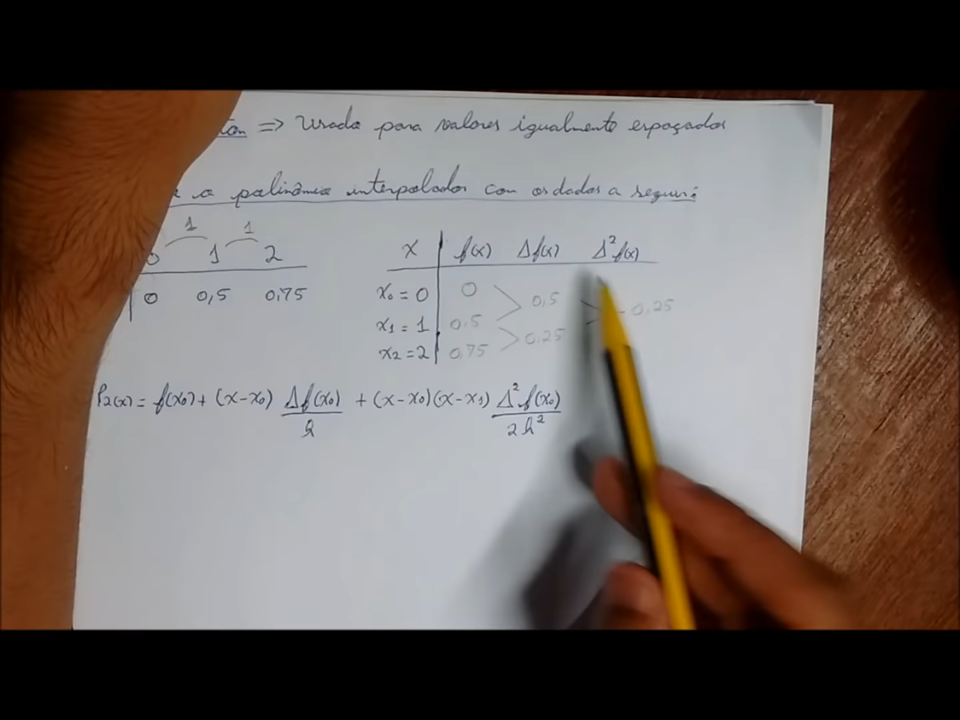 ⇒ Usada para valores igualmente espaçados
o polinômio interpolador com os dados a seguir:
1 1
0 1 2
0 0,5 0,75
x f(x) Δf(x) Δ²f(x)
x₀ = 0 0
0,5 -0,25
x₁ = 1 0,5
0,25
x₂ = 2 0,75
P₂(x) = f(x₀) + (x-x₀) Δf(x₀)/h + (x-x₀)(x-x₁) Δ²f(x₀)/2h²